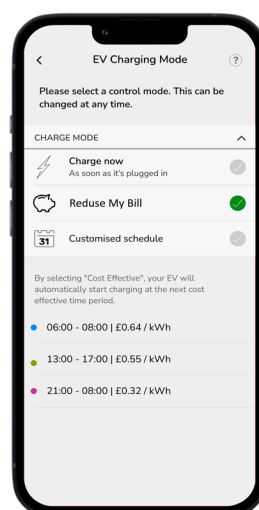 EV Charging Mode
?
Please select a control mode. This can be
changed at any time.
CHARGE MODE
Charge now
As soon as it's plugged in
Reduse My Bill
31
Customised schedule
By selecting "Cost Effective", your EV will
automatically start charging at the next cost
effective time period.
06:00 - 08:00 | £0.64 / kWh
13:00 - 17:00 | £0.55 / kWh
21:00 - 08:00 | £0.32 / kWh